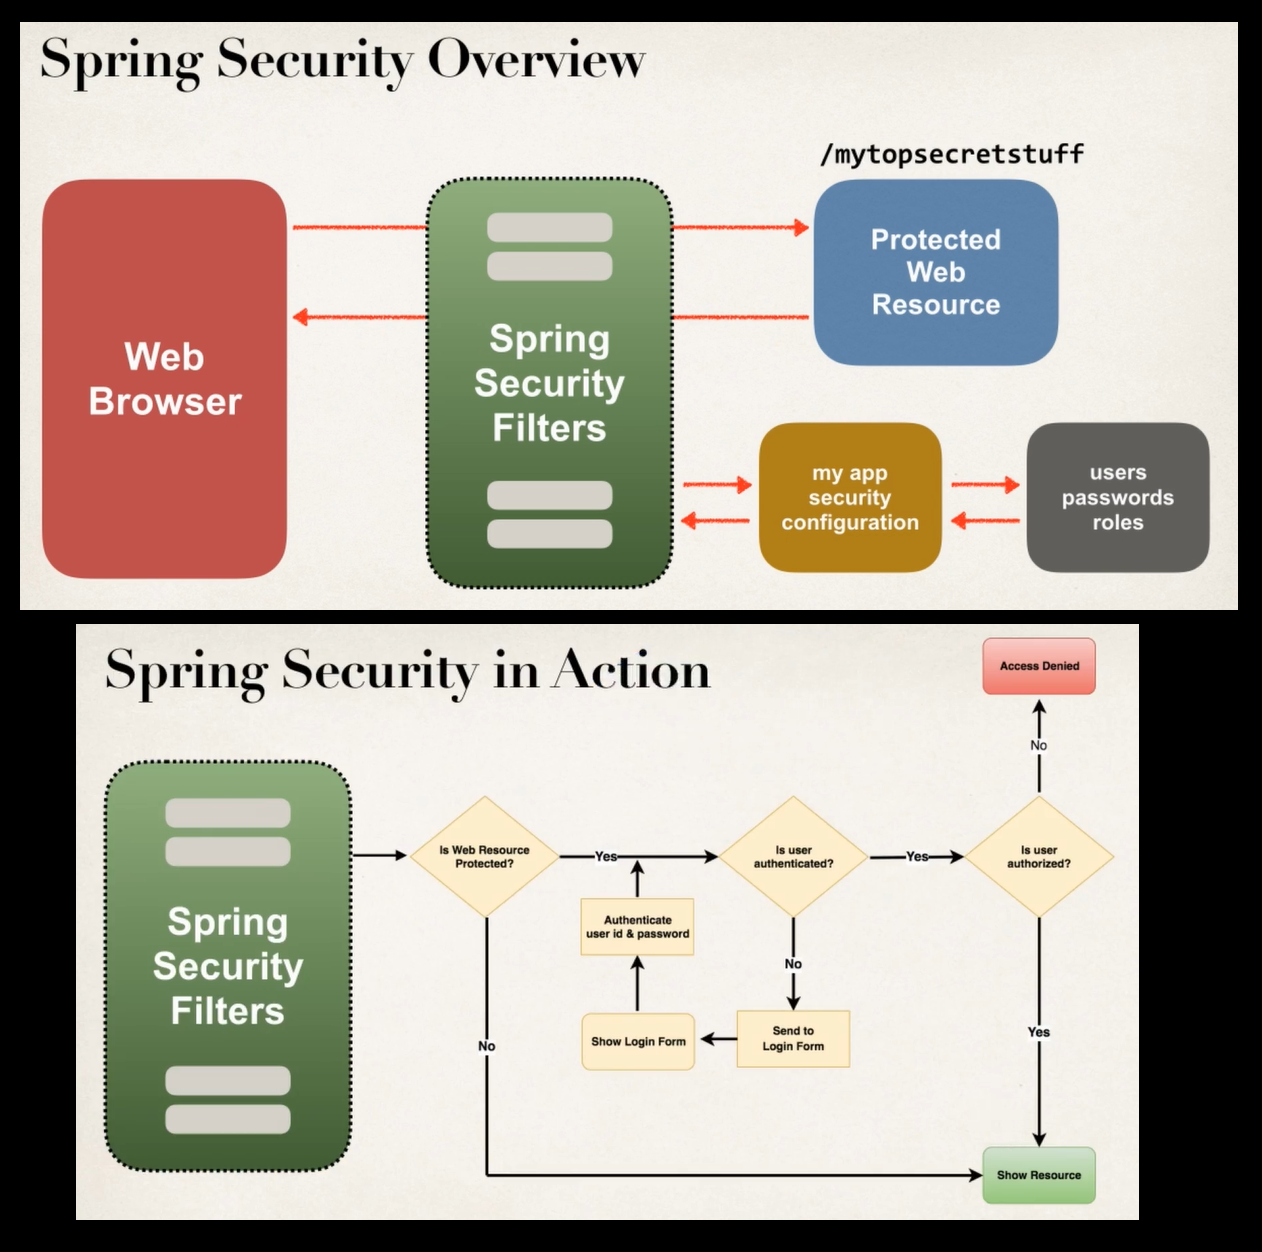 Spring Security Overview
/mytopsecretstuff
Web
Browser
Spring
Security
Filters
Protected
Web
Resource
my app
security
configuration
users
passwords
roles
Spring Security in Action
Access Denied
No
Spring
Security
Filters
Is Web Resource
Protected?
Yes
Is user
authenticated?
Yes
Is user
authorized?
Authenticate
user id & password
No
Show Login Form
Send to
Login Form
No
Yes
Show Resource